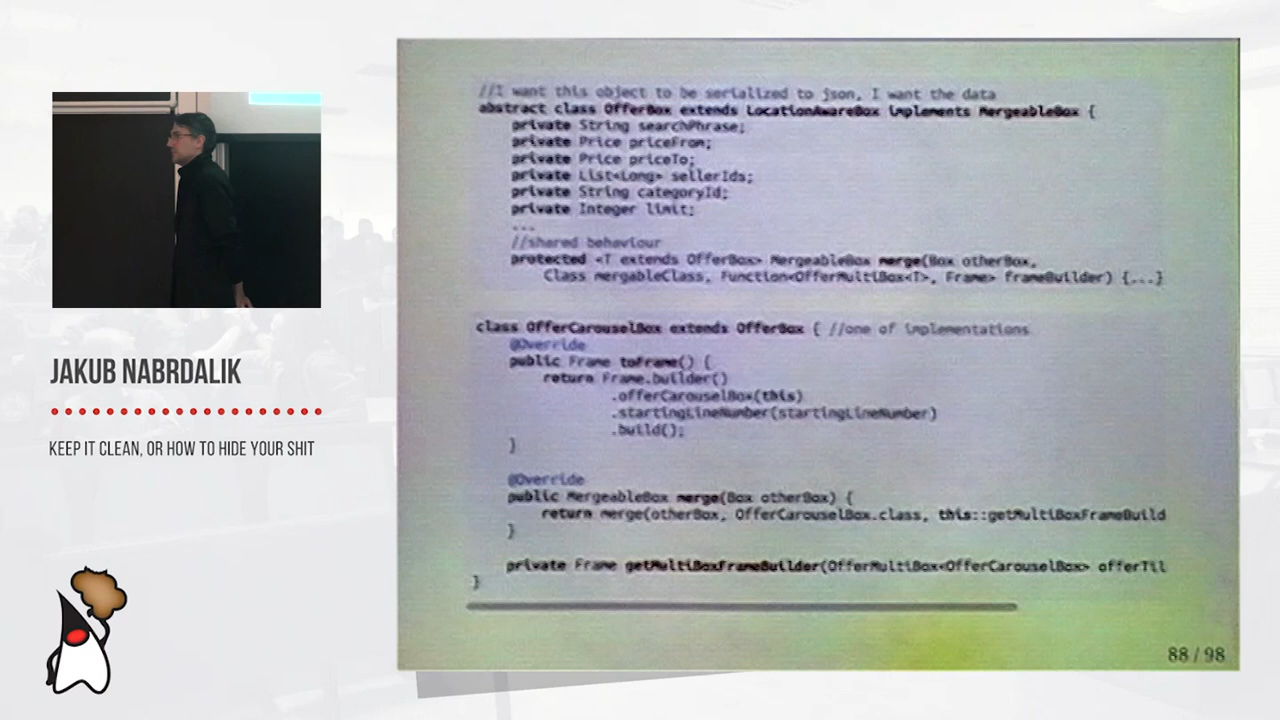 JAKUB NABRDALIK
KEEP IT CLEAN, OR HOW TO HIDE YOUR SHIT
//I want this object to be serialized to json, I want the data
abstract class OfferBox extends LocationAwareBox implements MergeableBox {
private String searchPhrase;
private Price priceFrom;
private Price priceTo;
private List<Long> sellerIds;
private String categoryId;
private Integer limit;
...
//shared behaviour
protected <T extends OfferBox> MergeableBox merge(Box otherBox,
Class mergableClass, Function<OfferMultiBox<T>, Frame> frameBuilder) {...}
class OfferCarouselBox extends OfferBox { //one of implementations
@Override
public Frame toFrame() {
return Frame.builder()
.offerCarouselBox(this)
.startingLineNumber(startingLineNumber)
.build();
}
@Override
public MergeableBox merge(Box otherBox) {
return merge(otherBox, OfferCarouselBox.class, this::getMultiBoxFrameBuild
}
private Frame getMultiBoxFrameBuilder(OfferMultiBox<OfferCarouselBox> offerTil
}
88 / 98